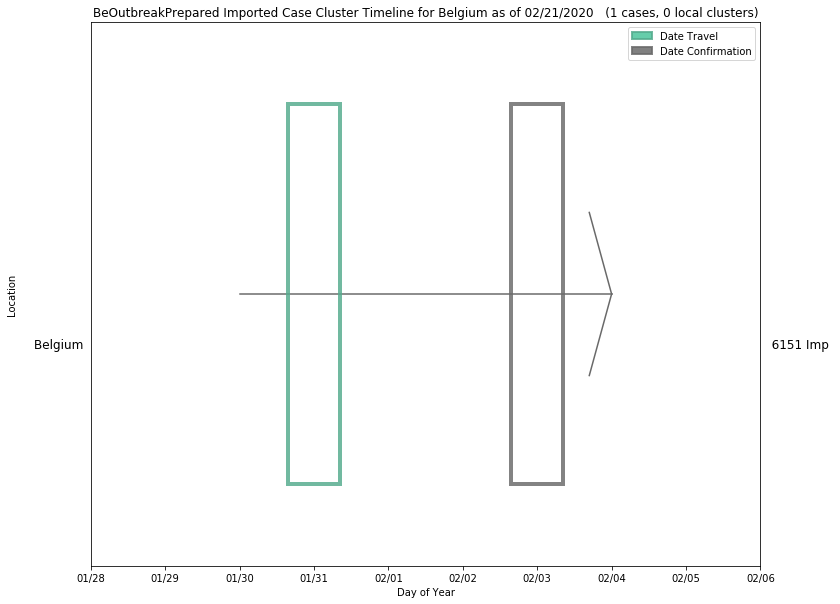 BeOutbreakPrepared Imported Case Cluster Timeline for Belgium as of 02/21/2020   (1 cases, 0 local clusters)
Date Travel
Date Confirmation
Location
Belgium
6151 Imp
01/28 01/29 01/30 01/31 02/01 02/02 02/03 02/04 02/05 02/06
Day of Year